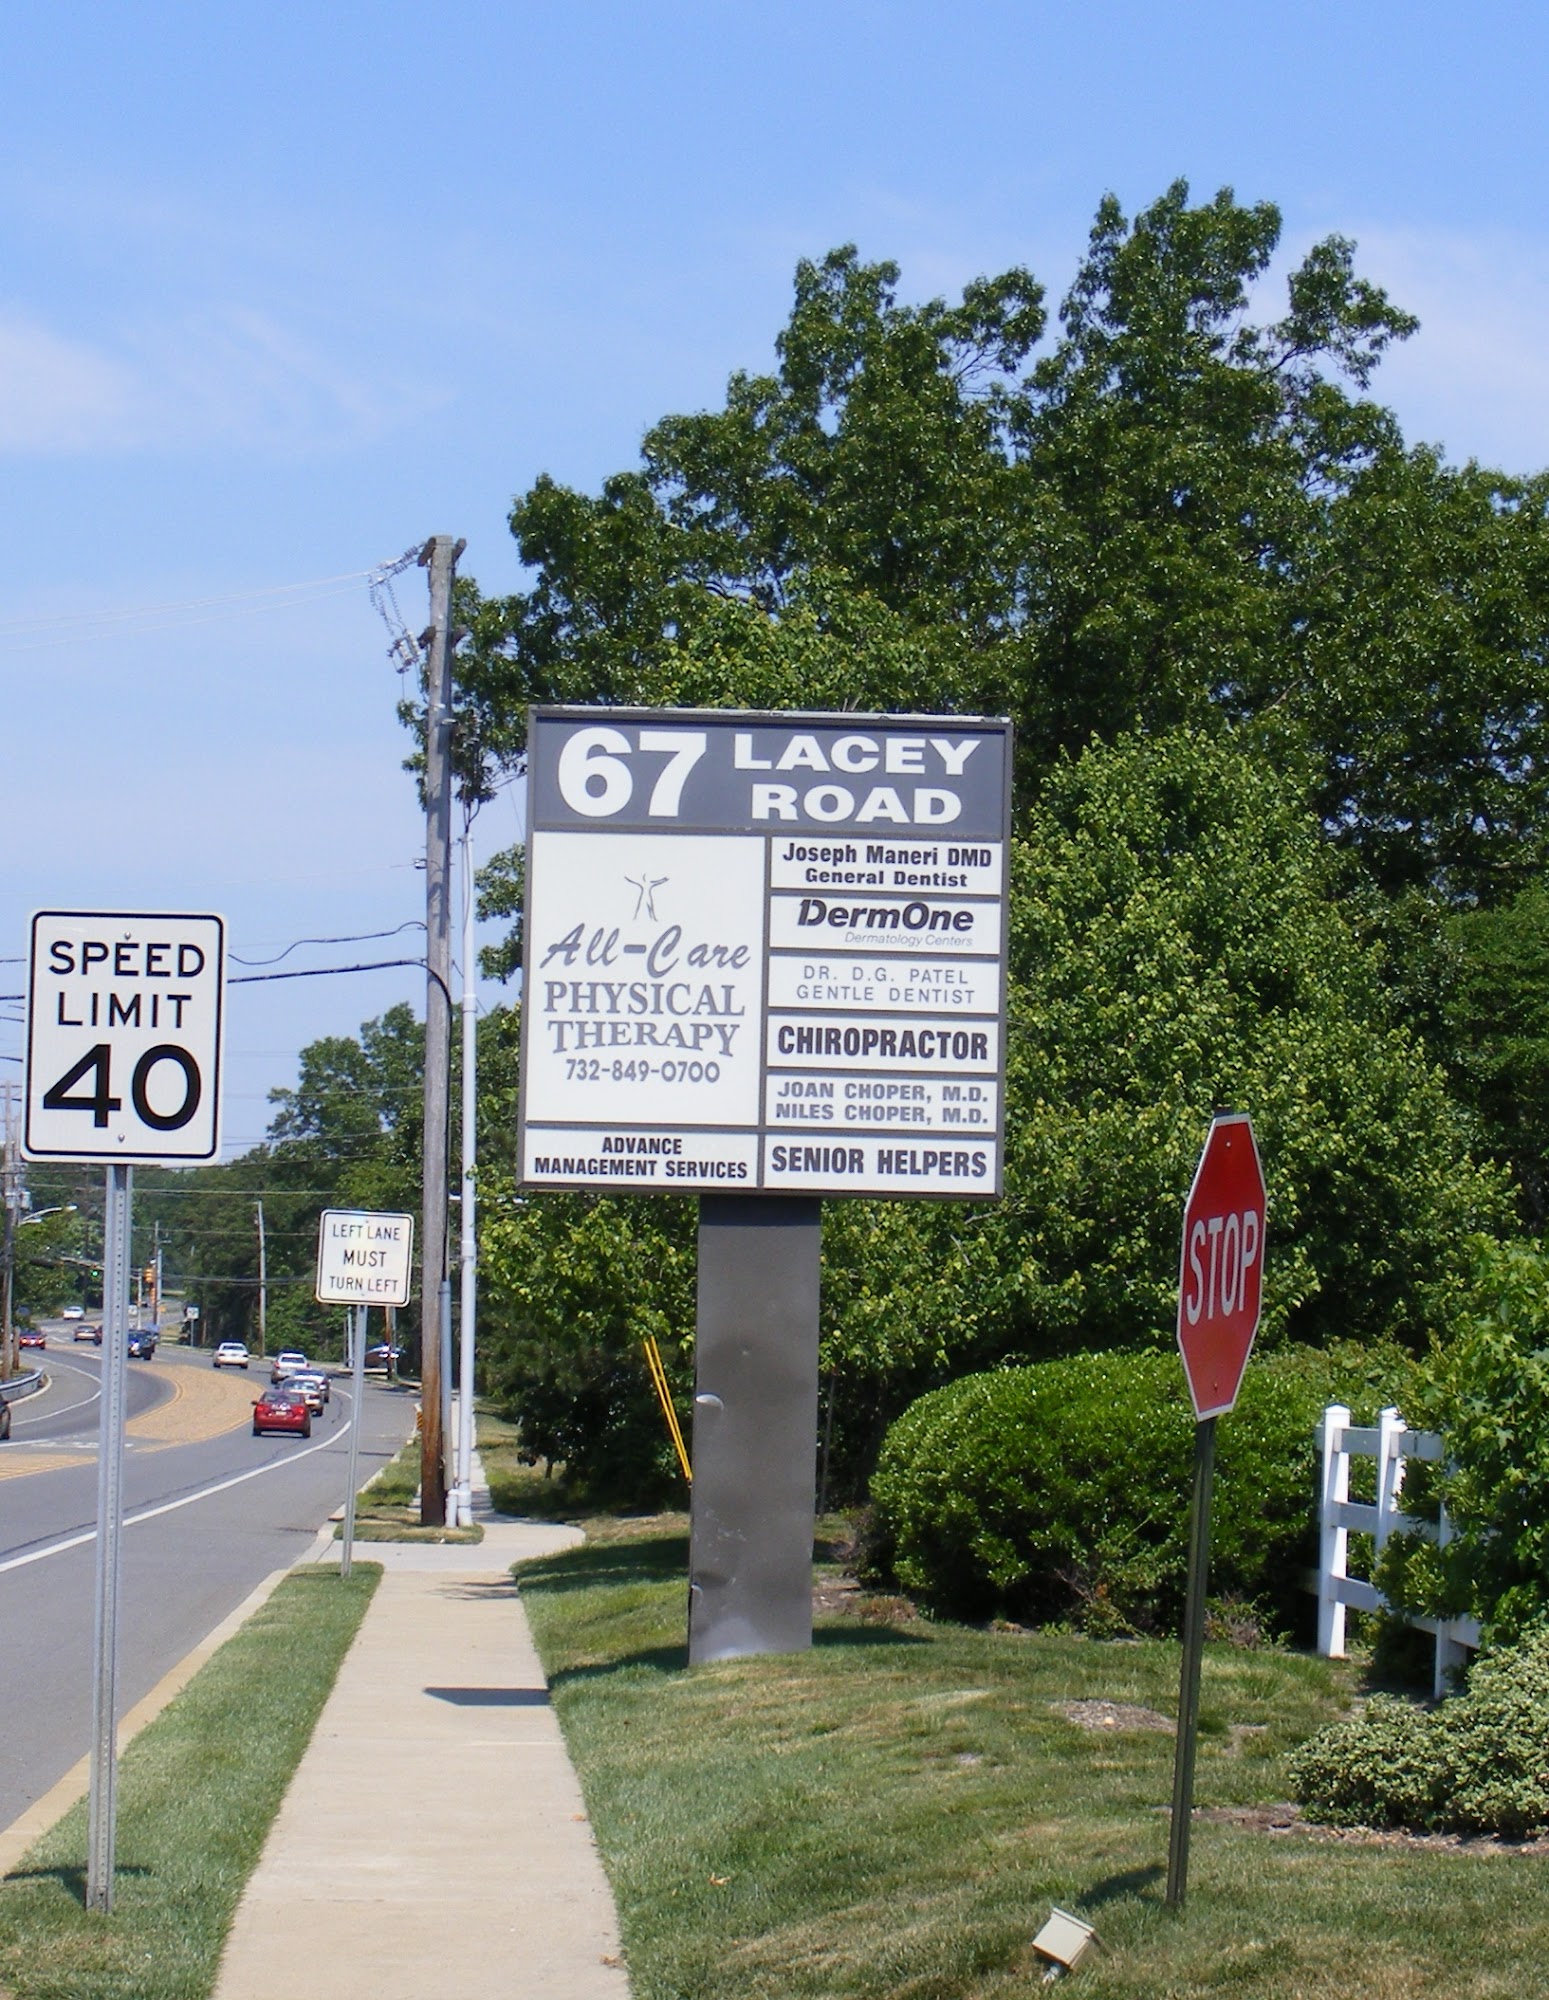 SPEED
LIMIT
40
LEFT LANE
MUST
TURN LEFT
67 LACEY
ROAD
All-Care
PHYSICAL
THERAPY
732-849-0700
ADVANCE
MANAGEMENT SERVICES
Joseph Maneri DMD
General Dentist
DermOne
Dermatology Centers
DR. D.G. PATEL
GENTLE DENTIST
CHIROPRACTOR
JOAN CHOPER, M.D.
NILES CHOPER, M.D.
SENIOR HELPERS
STOP